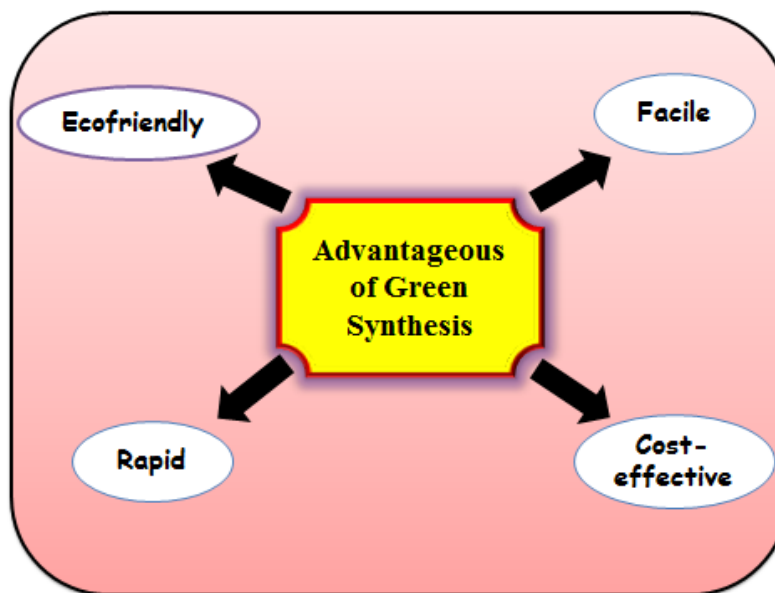 Ecofriendly
Facile
Advantageous
of Green
Synthesis
Rapid
Cost-
effective